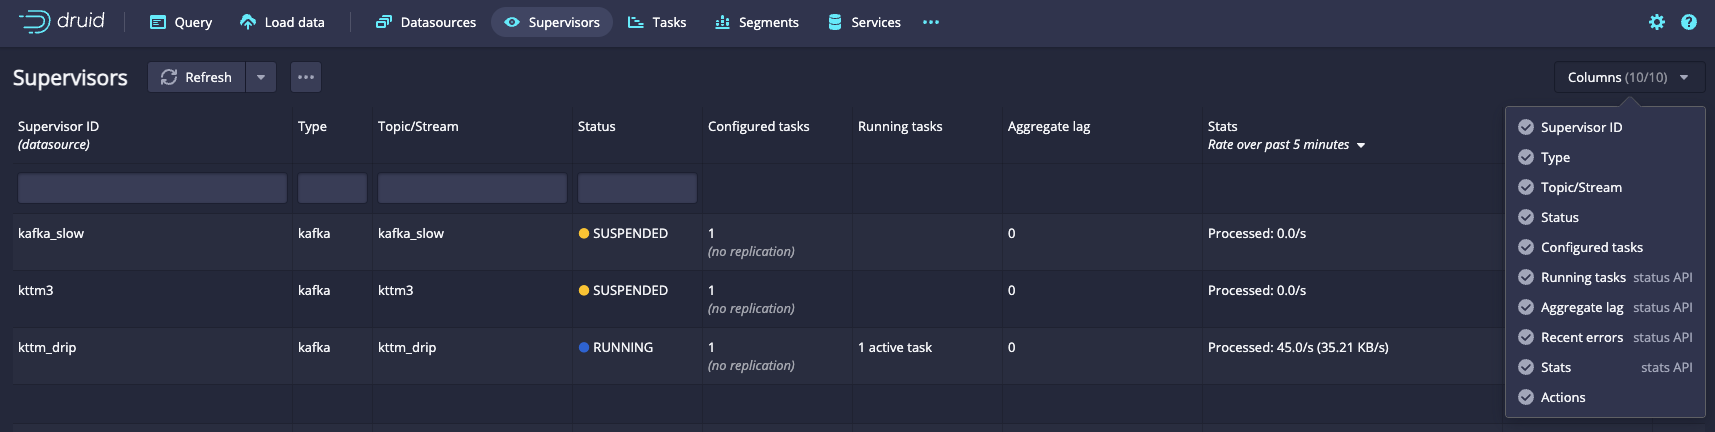 druid Query Load data Datasources Supervisors Tasks Segments Services
Supervisors Refresh Columns (10/10)
Supervisor ID Type Topic/Stream Status Configured tasks Running tasks Aggregate lag Stats
(datasource) Rate over past 5 minutes
kafka_slow kafka kafka_slow SUSPENDED 1 0 Processed: 0.0/s
(no replication)
kttm3 kafka kttm3 SUSPENDED 1 0 Processed: 0.0/s
(no replication)
kttm_drip kafka kttm_drip RUNNING 1 1 active task 0 Processed: 45.0/s (35.21 KB/s)
(no replication)
Supervisor ID
Type
Topic/Stream
Status
Configured tasks
Running tasks status API
Aggregate lag status API
Recent errors status API
Stats stats API
Actions